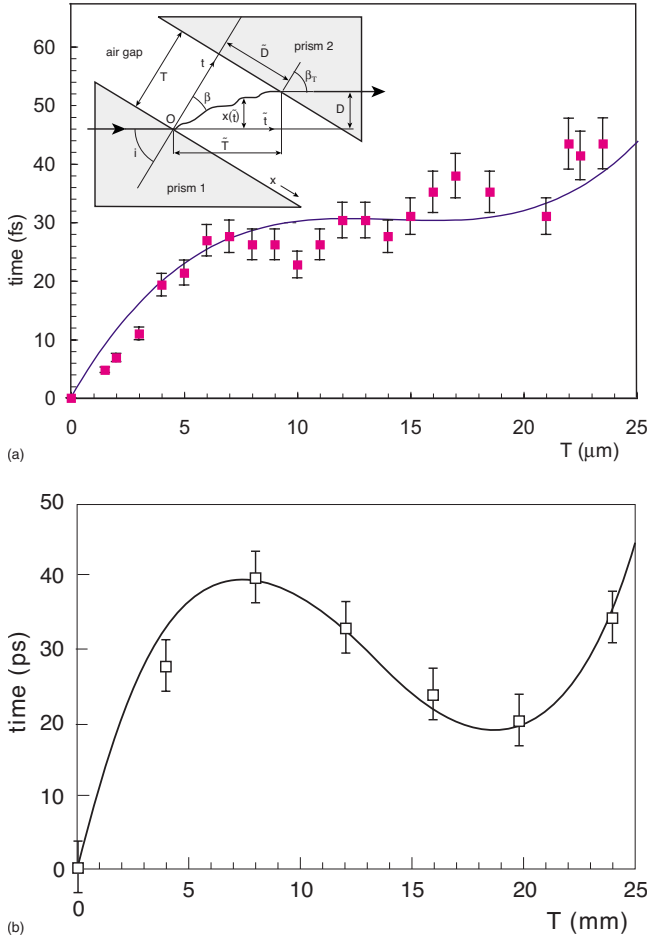 60
50
40
30
20
10
0
time (fs)
0 5 10 15 20 25
T (μm)
air gap
prism 2
T
t
D̃
β_T
O
β
x(t̃)
t̃
D
T̃
i
prism 1
x
(a)
50
40
30
20
10
0
time (ps)
0 5 10 15 20 25
T (mm)
(b)